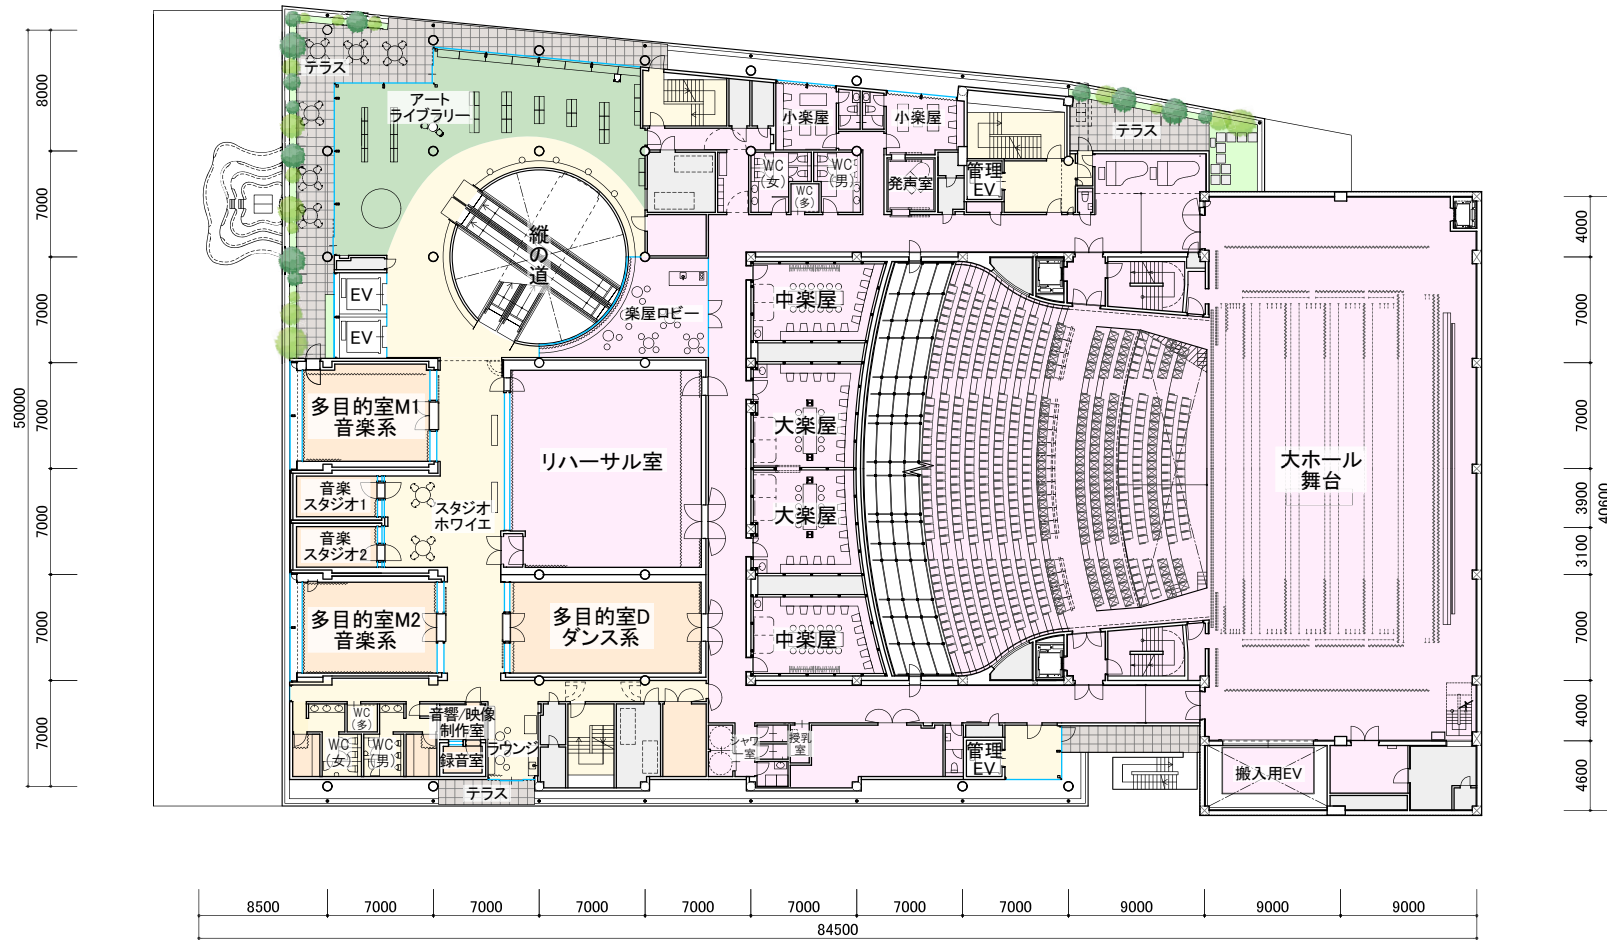 テラス
アート
ライブラリー
小楽屋
小楽屋
テラス
WC
(女)
WC
(多)
WC
(男)
発声室
管理
EV
縦の道
EV
EV
楽屋ロビー
中楽屋
多目的室M1
音楽系
大楽屋
リハーサル室
大ホール
舞台
音楽
スタジオ1
スタジオ
ホワイエ
大楽屋
音楽
スタジオ2
多目的室M2
音楽系
多目的室D
ダンス系
中楽屋
WC
(多)
音響/映像
制作室
WC
(女)
WC
(男)
録音室
ラウンジ
シャワー
室
授乳
室
管理
EV
搬入用EV
テラス
8000
7000
7000
7000
7000
7000
7000
50000
4000
7000
7000
3900
3100
7000
4000
4600
40600
8500
7000
7000
7000
7000
7000
7000
7000
9000
9000
9000
84500